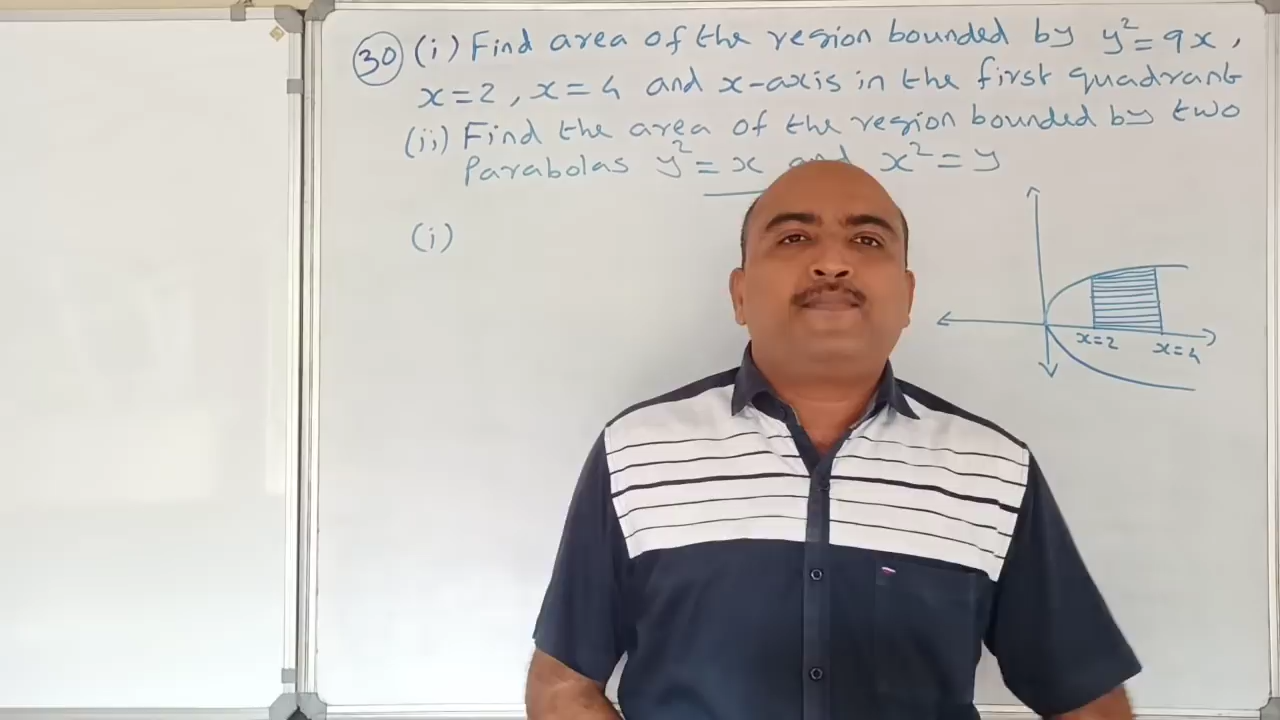 30 (i) Find area of the region bounded by y² = 9x,
x=2, x=4 and x-axis in the first quadrant
(ii) Find the area of the region bounded by two
Parabolas y² = x and x² = y
(i)
x=2
x=4